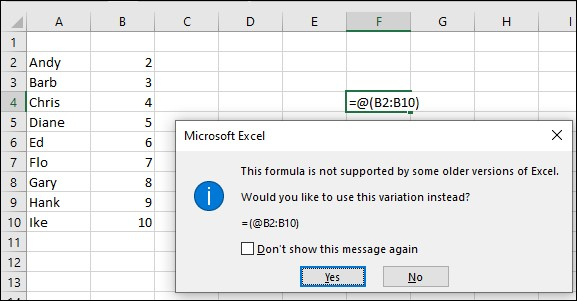 A B C D E F G H I
1
2 Andy 2
3 Barb 3
4 Chris 4 =@(B2:B10)
5 Diane 5
6 Ed 6
7 Flo 7
8 Gary 8
9 Hank 9
10 Ike 10
11
12
13
14
Microsoft Excel
This formula is not supported by some older versions of Excel.
Would you like to use this variation instead?
=(@B2:B10)
Don't show this message again
Yes No